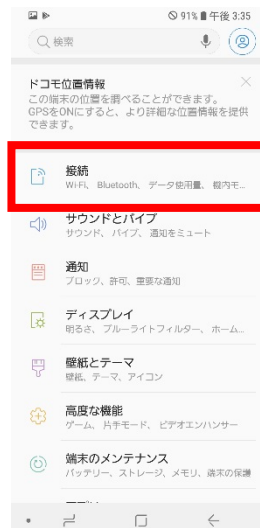 91% 午後 3:35
検索
ドコモ位置情報
この端末の位置を調べることができます。
GPSをONにすると、より詳細な位置情報を提供
できます。
接続
Wi-Fi、 Bluetooth、 データ使用量、 機内モ...
サウンドとバイブ
サウンド、 バイブ、 通知をミュート
通知
ブロック、許可、重要な通知
ディスプレイ
明るさ、 ブルーライトフィルター、 ホーム...
壁紙とテーマ
壁紙、テーマ、アイコン
高度な機能
ゲーム、 片手モード、 ビデオエンハンサー
端末のメンテナンス
バッテリー、ストレージ、メモリ、端末の保護